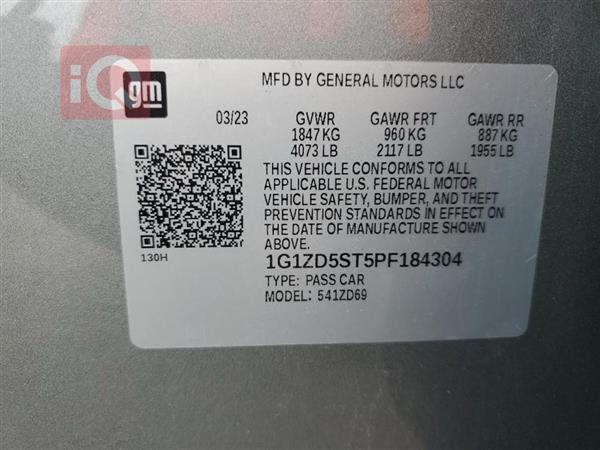 iQ
gm
MFD BY GENERAL MOTORS LLC
03/23 GVWR GAWR FRT GAWR RR
1847 KG 960 KG 887 KG
4073 LB 2117 LB 1955 LB
THIS VEHICLE CONFORMS TO ALL
APPLICABLE U.S. FEDERAL MOTOR
VEHICLE SAFETY, BUMPER, AND THEFT
PREVENTION STANDARDS IN EFFECT ON
THE DATE OF MANUFACTURE SHOWN
ABOVE.
130H
1G1ZD5ST5PF184304
TYPE: PASS CAR
MODEL: 541ZD69